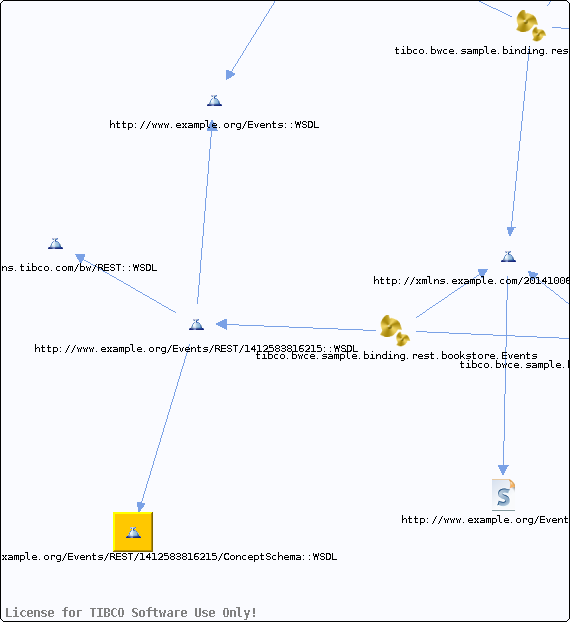 tibco.bwce.sample.binding.res
http://www.example.org/Events::WSDL
ns.tibco.com/bw/REST::WSDL
http://xmlns.example.com/20141006
http://www.example.org/Events/REST/1412583816215::WSDL
tibco.bwce.sample.binding.rest.bookstore.Events
tibco.bwce.sample.
S
http://www.example.org/Event
example.org/Events/REST/1412583816215/ConceptSchema::WSDL
License for TIBCO Software Use Only!